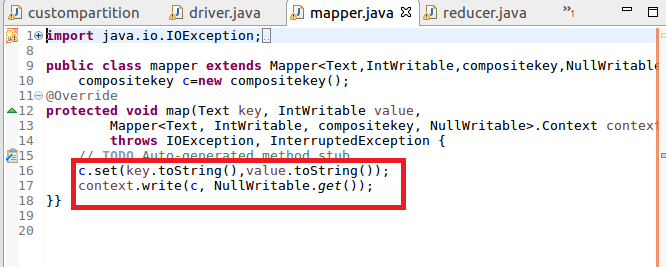 custompartition driver.java mapper.java reducer.java »1
1 import java.io.IOException;
8
9 public class mapper extends Mapper<Text,IntWritable,compositekey,NullWritable
10 compositekey c=new compositekey();
11 @Override
12 protected void map(Text key, IntWritable value,
13 Mapper<Text, IntWritable, compositekey, NullWritable>.Context context
14 throws IOException, InterruptedException {
15 // TODO Auto-generated method stub
16 c.set(key.toString(),value.toString());
17 context.write(c, NullWritable.get());
18 }}
19
20